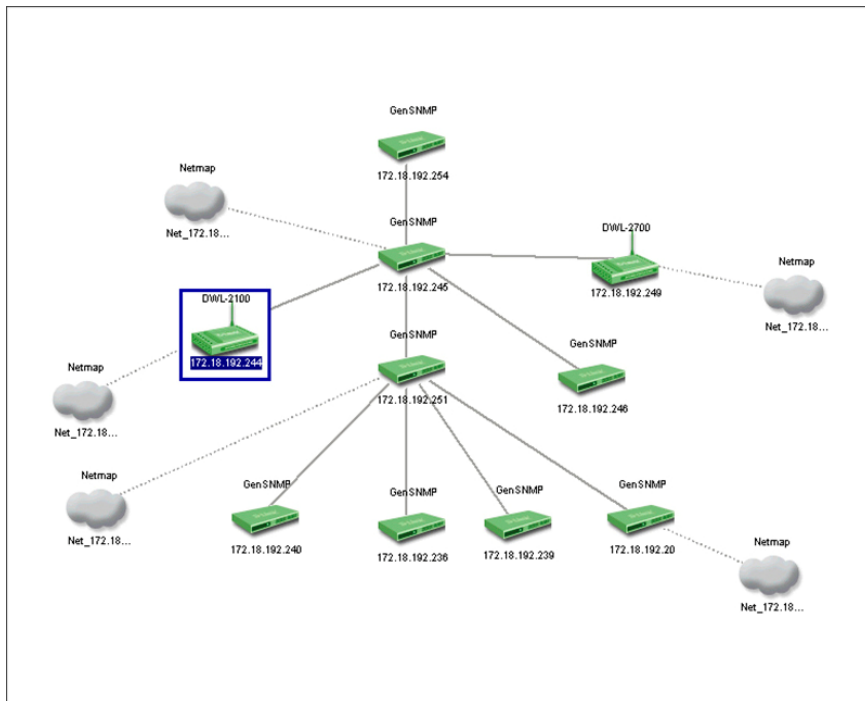 GenSNMP
172.18.192.254
Netmap
Net_172.18...
GenSNMP
172.18.192.245
DWL-2700
172.18.192.249
Netmap
Net_172.18...
DWL-2100
172.18.192.244
GenSNMP
172.18.192.246
GenSNMP
172.18.192.251
Netmap
Net_172.18...
Netmap
Net_172.18...
GenSNMP
172.18.192.240
GenSNMP
172.18.192.236
GenSNMP
172.18.192.239
GenSNMP
172.18.192.20
Netmap
Net_172.18...